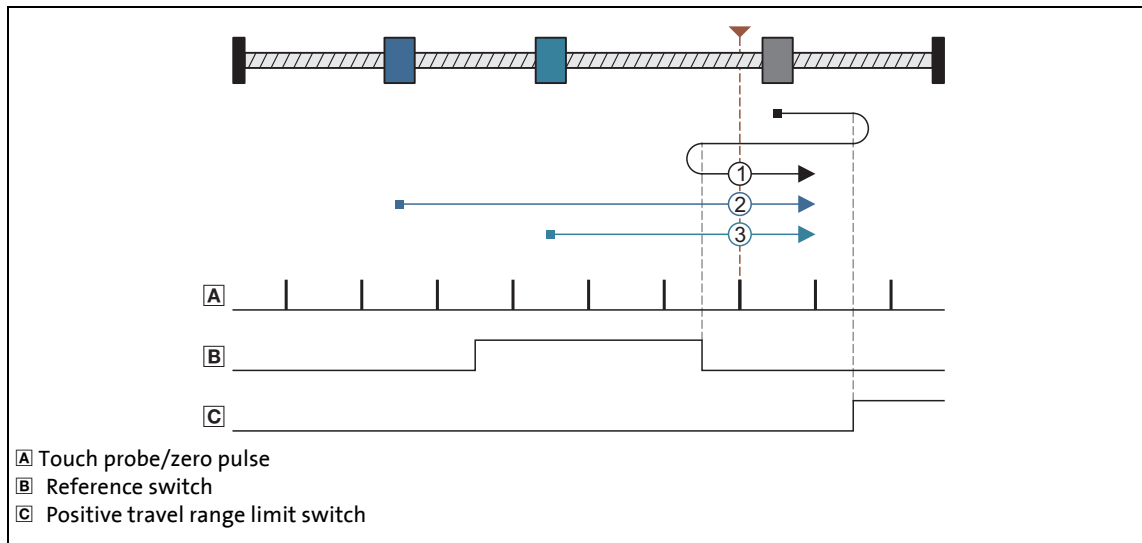 1
2
3
A
B
C
A Touch probe/zero pulse
B Reference switch
C Positive travel range limit switch